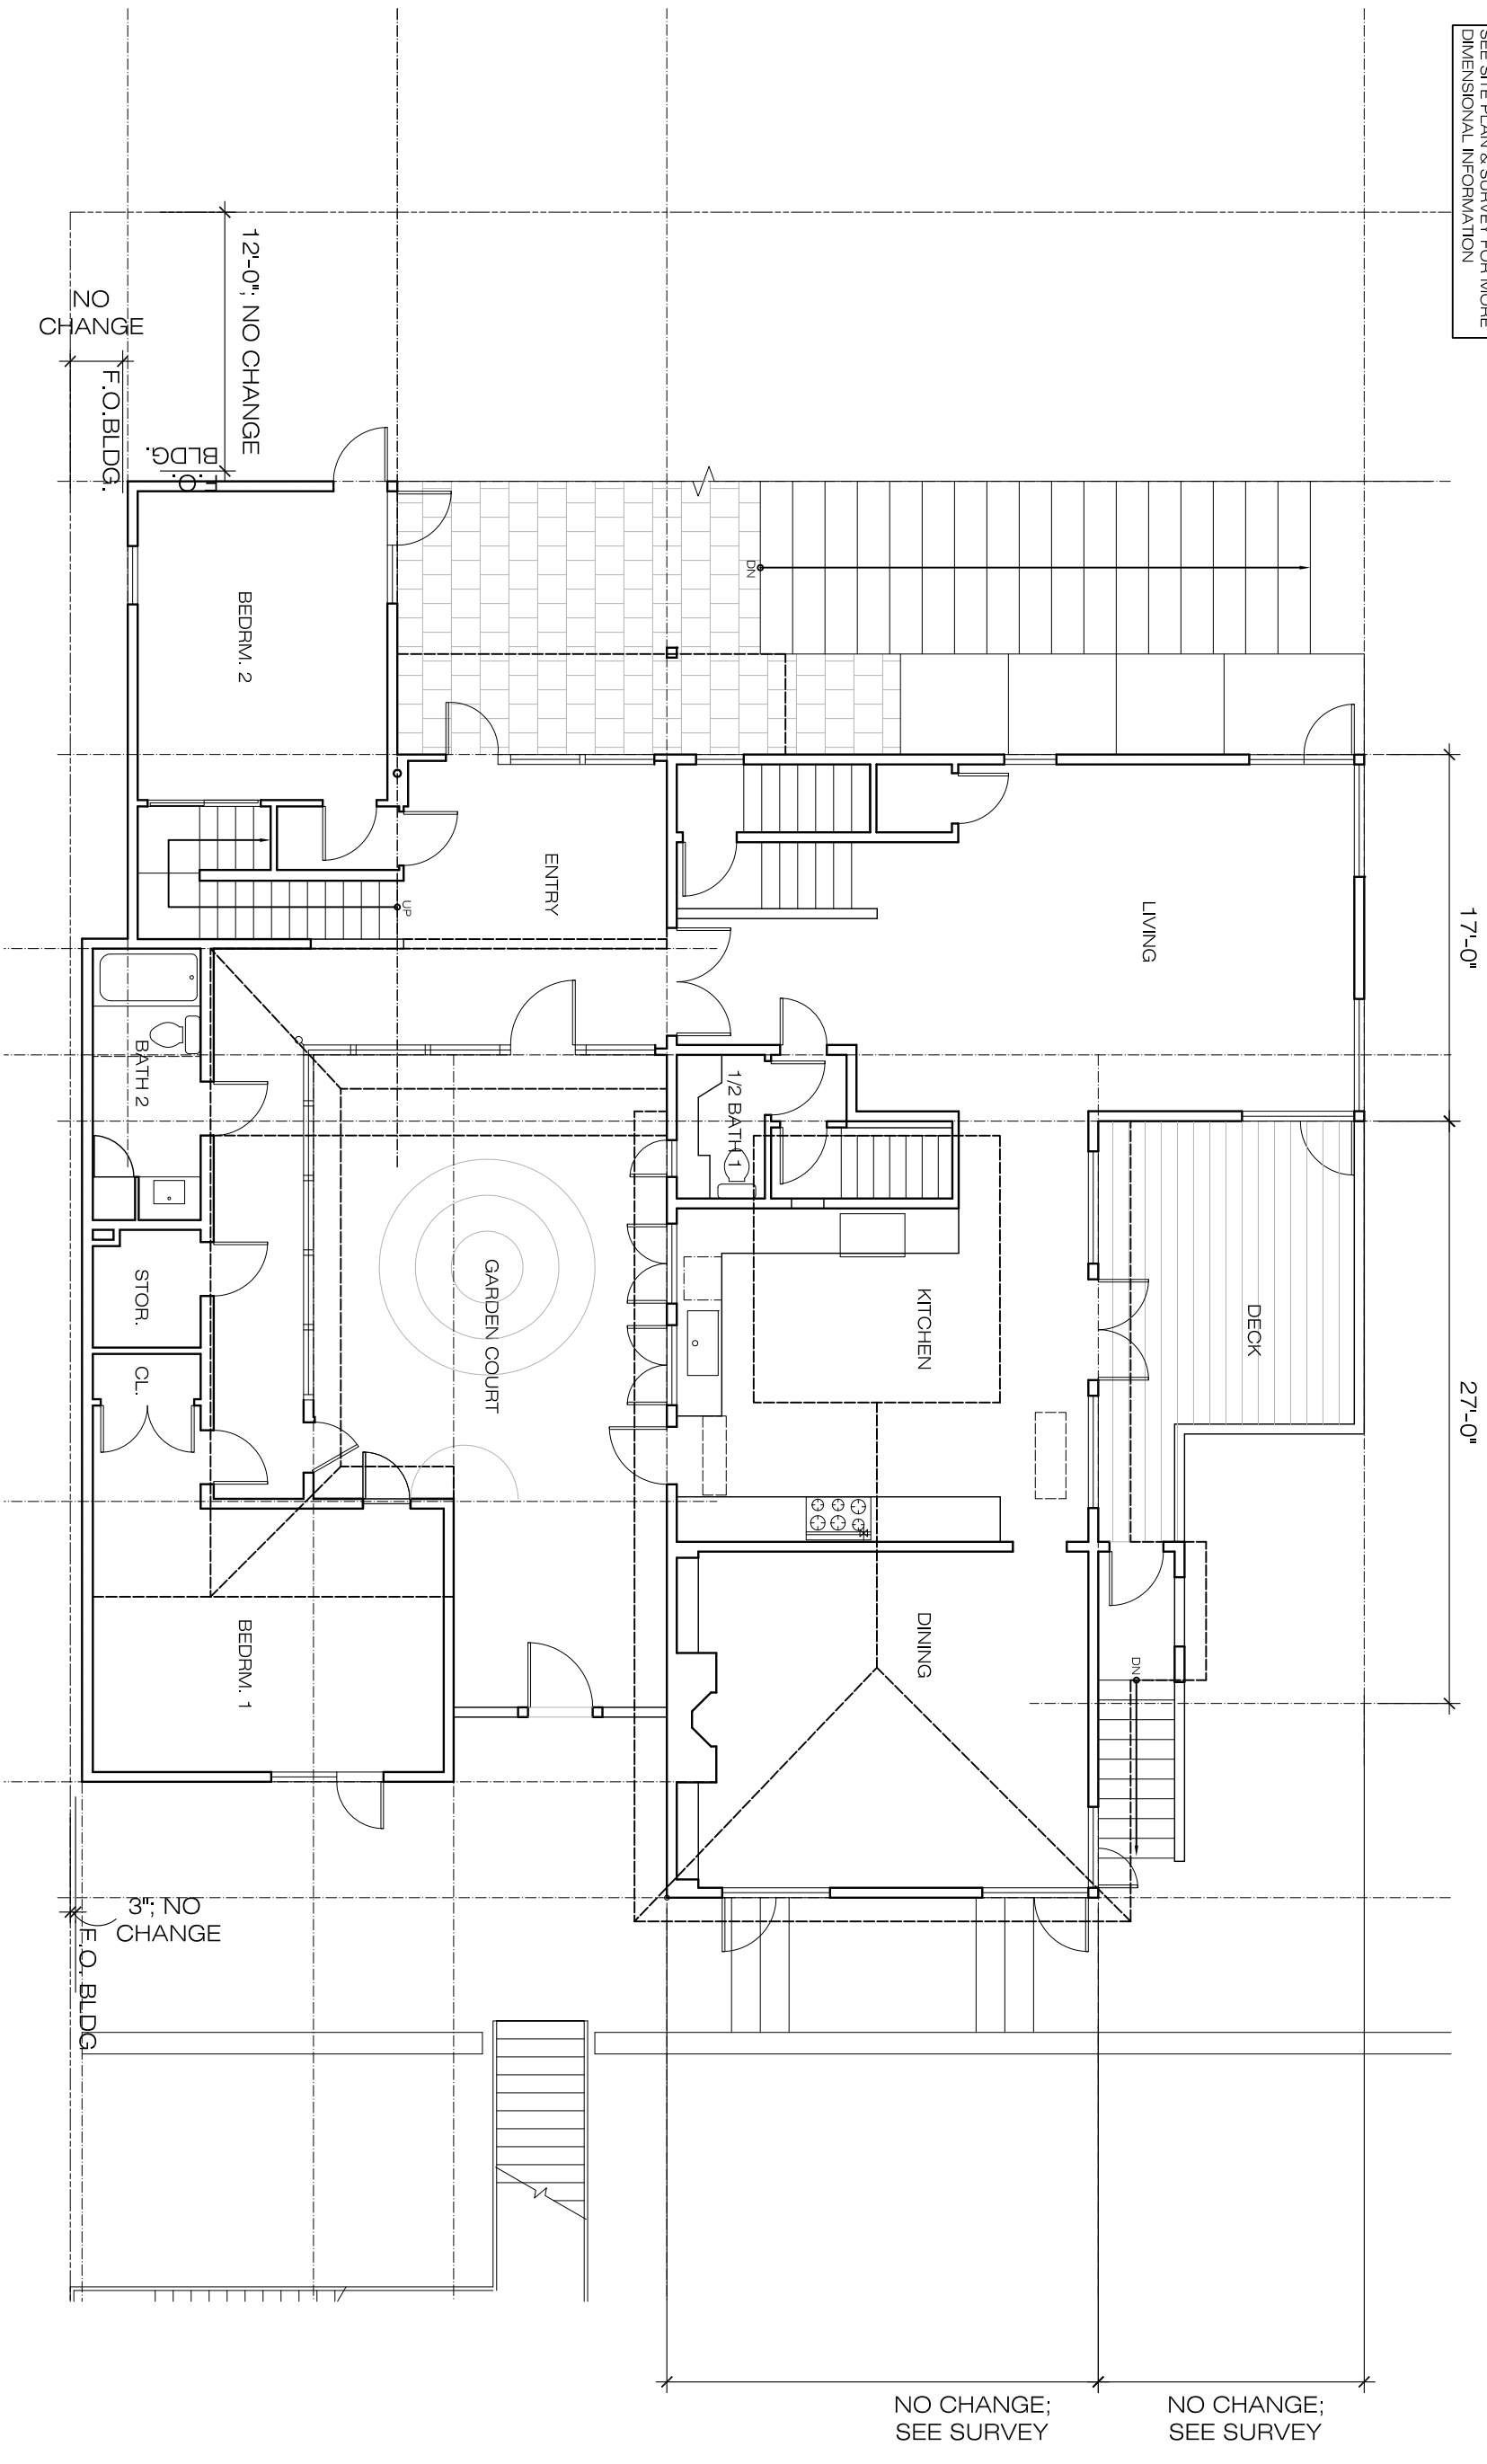 SEE SITE PLAN & SURVEY FOR MORE
DIMENSIONAL INFORMATION
12'-0"; NO CHANGE
NO
CHANGE
F.O.BLDG.
F.O.
BLDG.
BEDRM. 2
DN
17'-0"
ENTRY
LIVING
UP
BATH 2
1/2 BATH 1
STOR.
CL.
GARDEN COURT
KITCHEN
DECK
27'-0"
BEDRM. 1
DINING
DN
3"; NO
CHANGE
F.O. BLDG
NO CHANGE;
SEE SURVEY
NO CHANGE;
SEE SURVEY